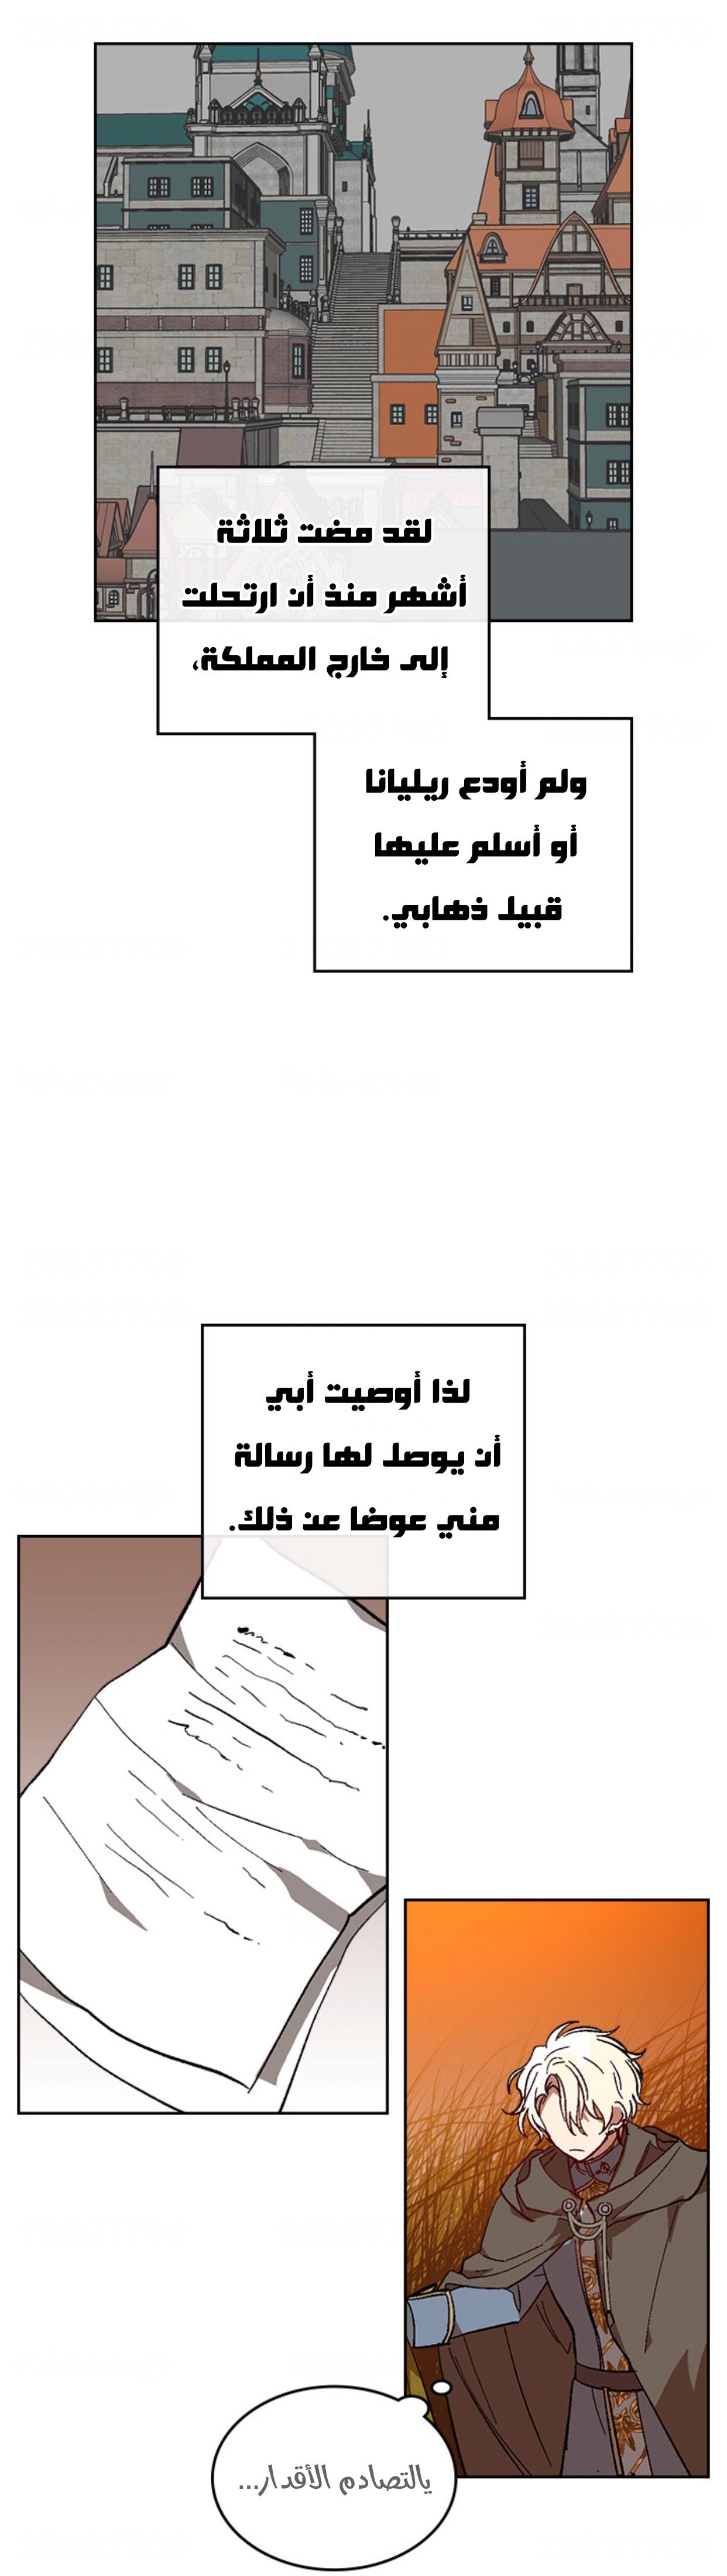 لقد مضت ثلاثة
أشهر منذ أن ارتحلت
إلى خارج المملكة،
ولم أودع ريليانا
أو أسلم عليها
قبيل ذهابي.
لذا أوصيت أبي
أن يوصل لها رسالة
مني عوضا عن ذلك.
يالتصادم الأقدار...